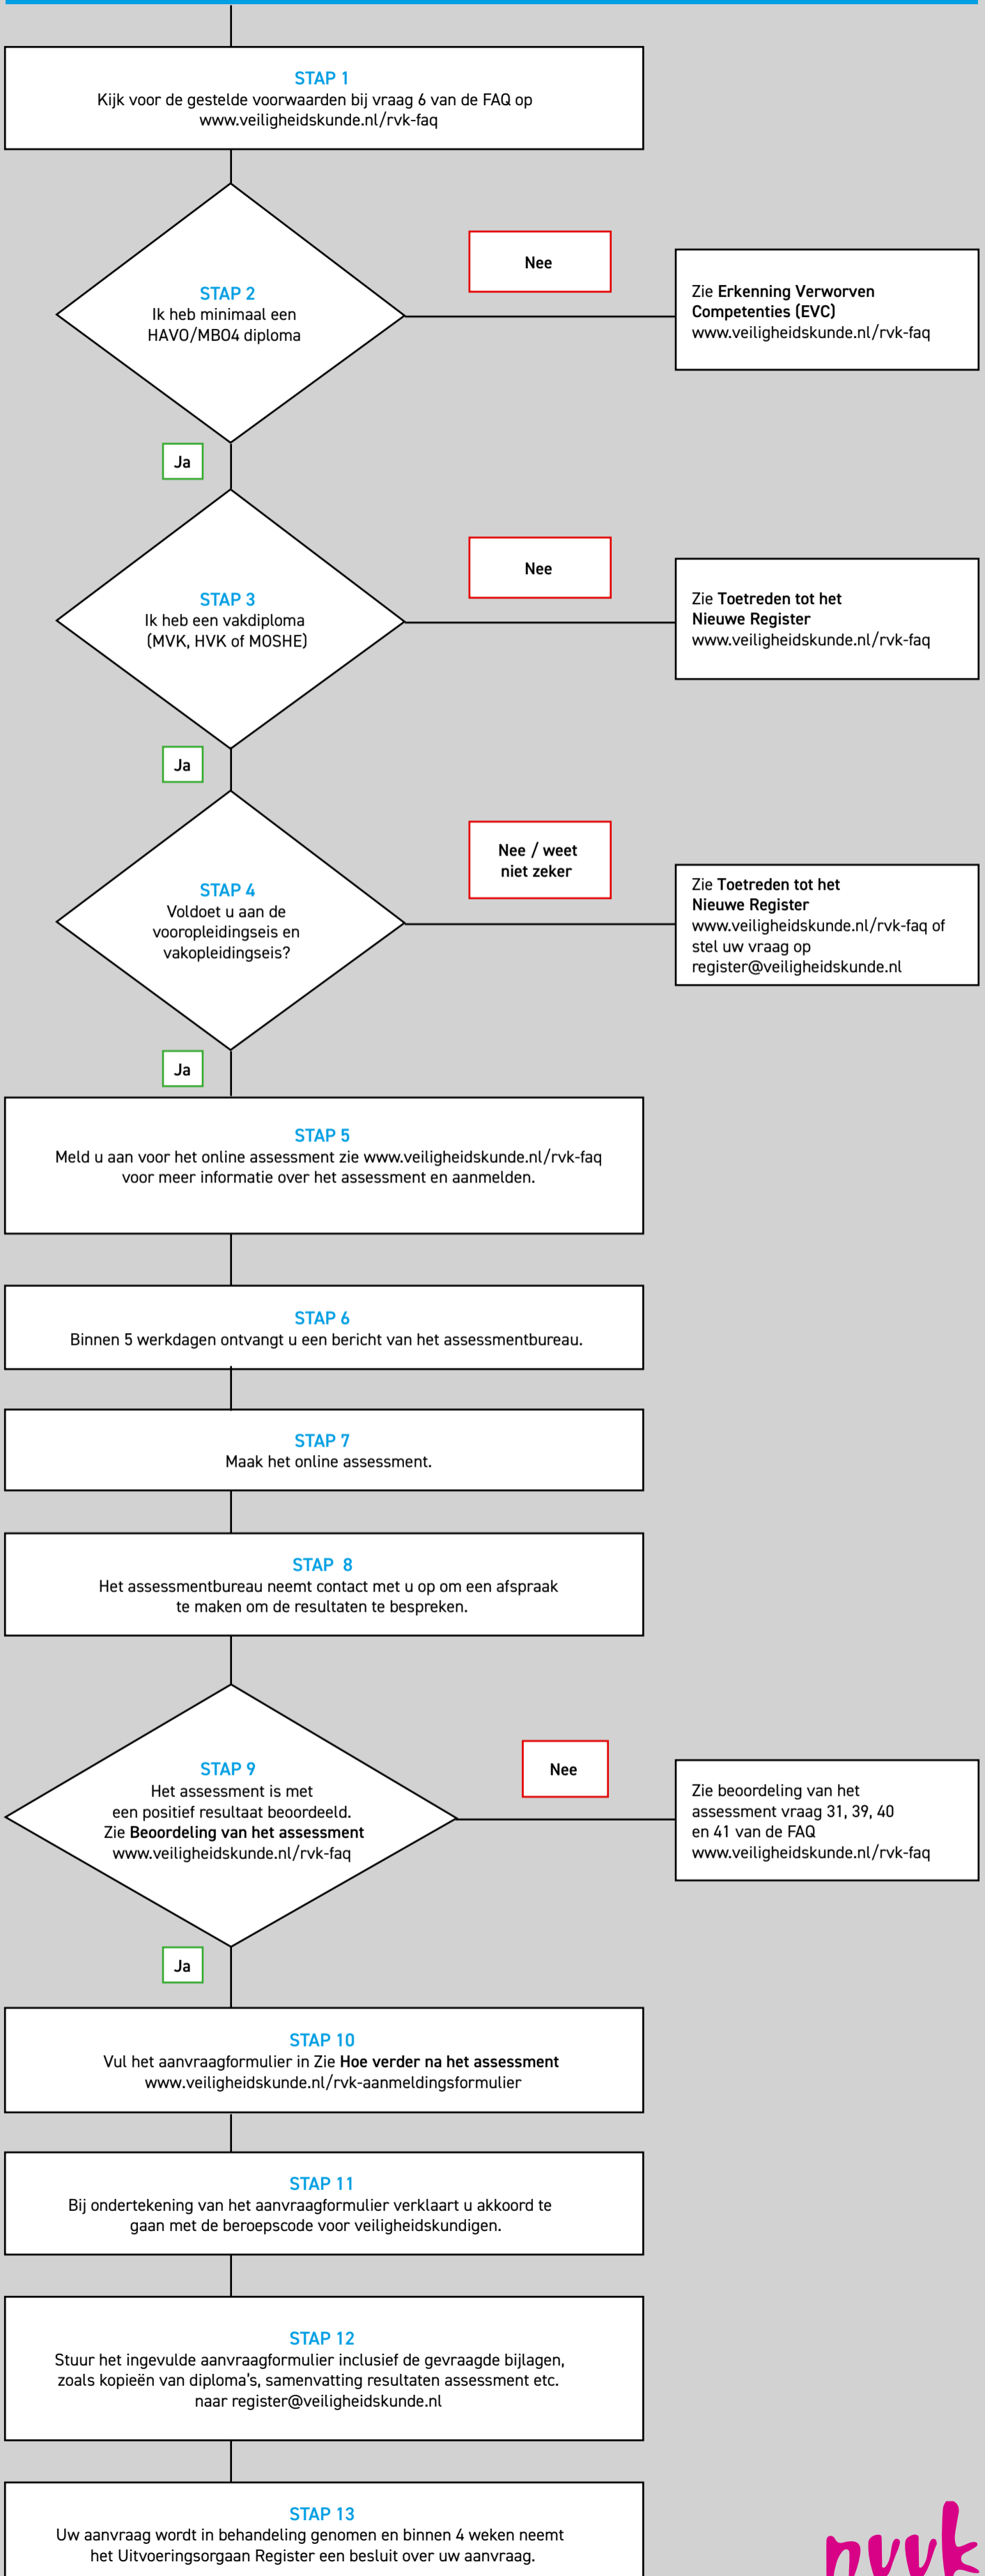 STAP 1
Kijk voor de gestelde voorwaarden bij vraag 6 van de FAQ op
www.veiligheidskunde.nl/rvk-faq
STAP 2
Ik heb minimaal een
HAVO/MBO4 diploma
Nee
Zie Erkenning Verworven
Competenties (EVC)
www.veiligheidskunde.nl/rvk-faq
Ja
STAP 3
Ik heb een vakdiploma
(MVK, HVK of MOSHE)
Nee
Zie Toetreden tot het
Nieuwe Register
www.veiligheidskunde.nl/rvk-faq
Ja
STAP 4
Voldoet u aan de
vooropleidingseis en
vakopleidingseis?
Nee / weet
niet zeker
Zie Toetreden tot het
Nieuwe Register
www.veiligheidskunde.nl/rvk-faq of
stel uw vraag op
register@veiligheidskunde.nl
Ja
STAP 5
Meld u aan voor het online assessment zie www.veiligheidskunde.nl/rvk-faq
voor meer informatie over het assessment en aanmelden.
STAP 6
Binnen 5 werkdagen ontvangt u een bericht van het assessmentbureau.
STAP 7
Maak het online assessment.
STAP 8
Het assessmentbureau neemt contact met u op om een afspraak
te maken om de resultaten te bespreken.
STAP 9
Het assessment is met
een positief resultaat beoordeeld.
Zie Beoordeling van het assessment
www.veiligheidskunde.nl/rvk-faq
Nee
Zie beoordeling van het
assessment vraag 31, 39, 40
en 41 van de FAQ
www.veiligheidskunde.nl/rvk-faq
Ja
STAP 10
Vul het aanvraagformulier in Zie Hoe verder na het assessment
www.veiligheidskunde.nl/rvk-aanmeldingsformulier
STAP 11
Bij ondertekening van het aanvraagformulier verklaart u akkoord te
gaan met de beroepscode voor veiligheidskundigen.
STAP 12
Stuur het ingevulde aanvraagformulier inclusief de gevraagde bijlagen,
zoals kopieën van diploma's, samenvatting resultaten assessment etc.
naar register@veiligheidskunde.nl
STAP 13
Uw aanvraag wordt in behandeling genomen en binnen 4 weken neemt
het Uitvoeringsorgaan Register een besluit over uw aanvraag.
nvvk